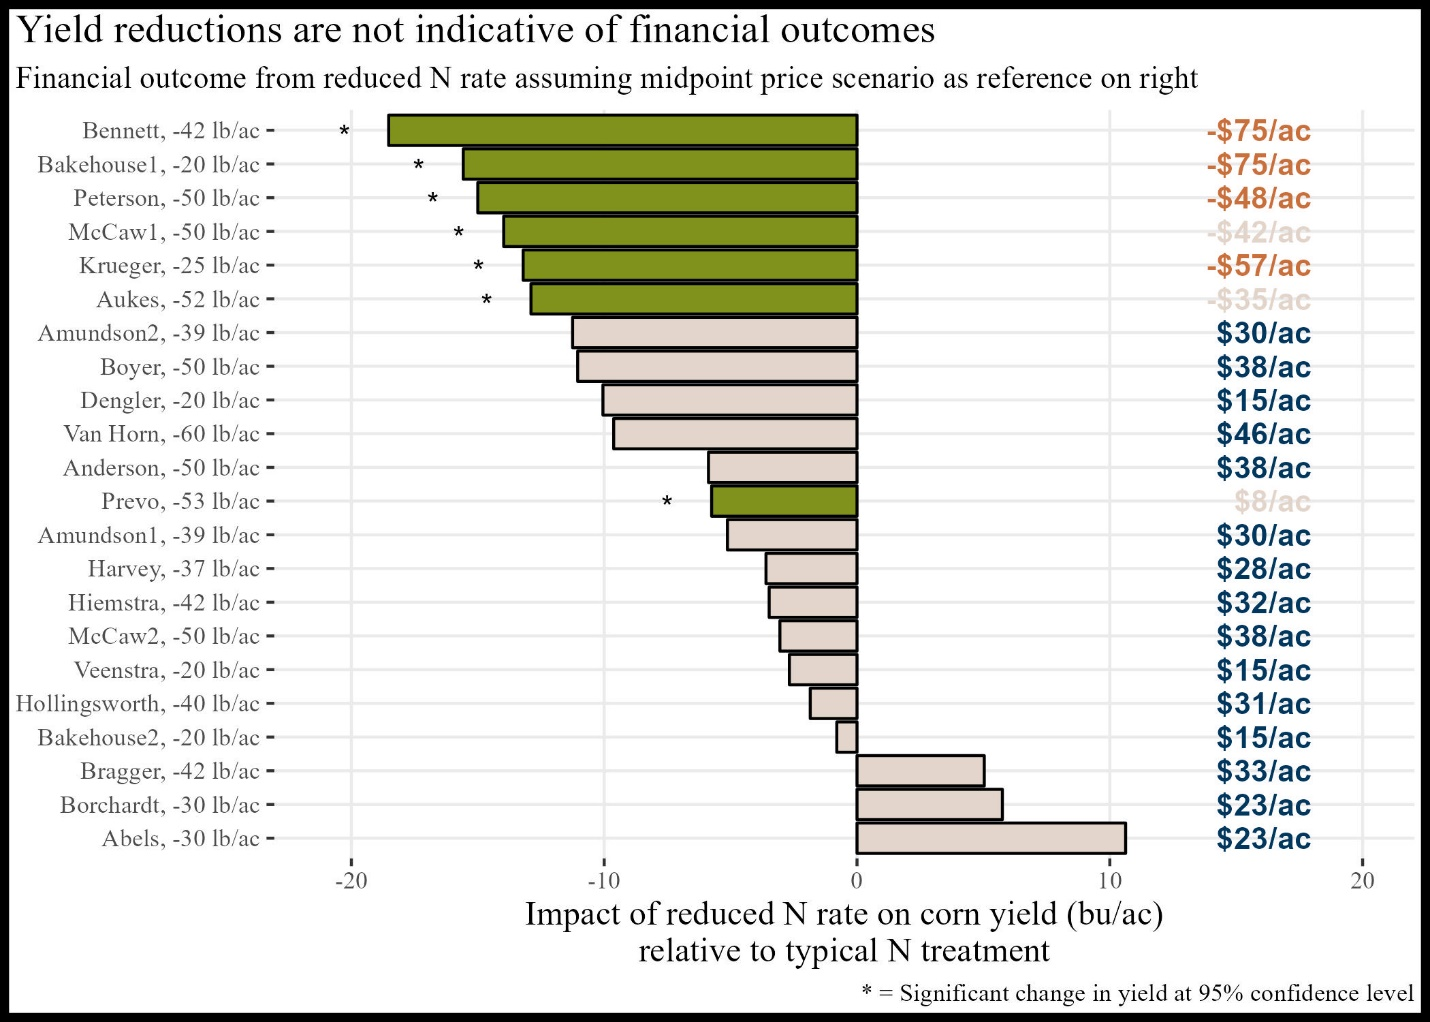 Yield reductions are not indicative of financial outcomes
Financial outcome from reduced N rate assuming midpoint price scenario as reference on right
Bennett, -42 lb/ac * -$75/ac
Bakehouse1, -20 lb/ac * -$75/ac
Peterson, -50 lb/ac * -$48/ac
McCaw1, -50 lb/ac * -$42/ac
Krueger, -25 lb/ac * -$57/ac
Aukes, -52 lb/ac * -$35/ac
Amundson2, -39 lb/ac $30/ac
Boyer, -50 lb/ac $38/ac
Dengler, -20 lb/ac $15/ac
Van Horn, -60 lb/ac $46/ac
Anderson, -50 lb/ac $38/ac
Prevo, -53 lb/ac * $8/ac
Amundson1, -39 lb/ac $30/ac
Harvey, -37 lb/ac $28/ac
Hiemstra, -42 lb/ac $32/ac
McCaw2, -50 lb/ac $38/ac
Veenstra, -20 lb/ac $15/ac
Hollingsworth, -40 lb/ac $31/ac
Bakehouse2, -20 lb/ac $15/ac
Bragger, -42 lb/ac $33/ac
Borchardt, -30 lb/ac $23/ac
Abels, -30 lb/ac $23/ac
-20 -10 0 10 20
Impact of reduced N rate on corn yield (bu/ac)
relative to typical N treatment
* = Significant change in yield at 95% confidence level